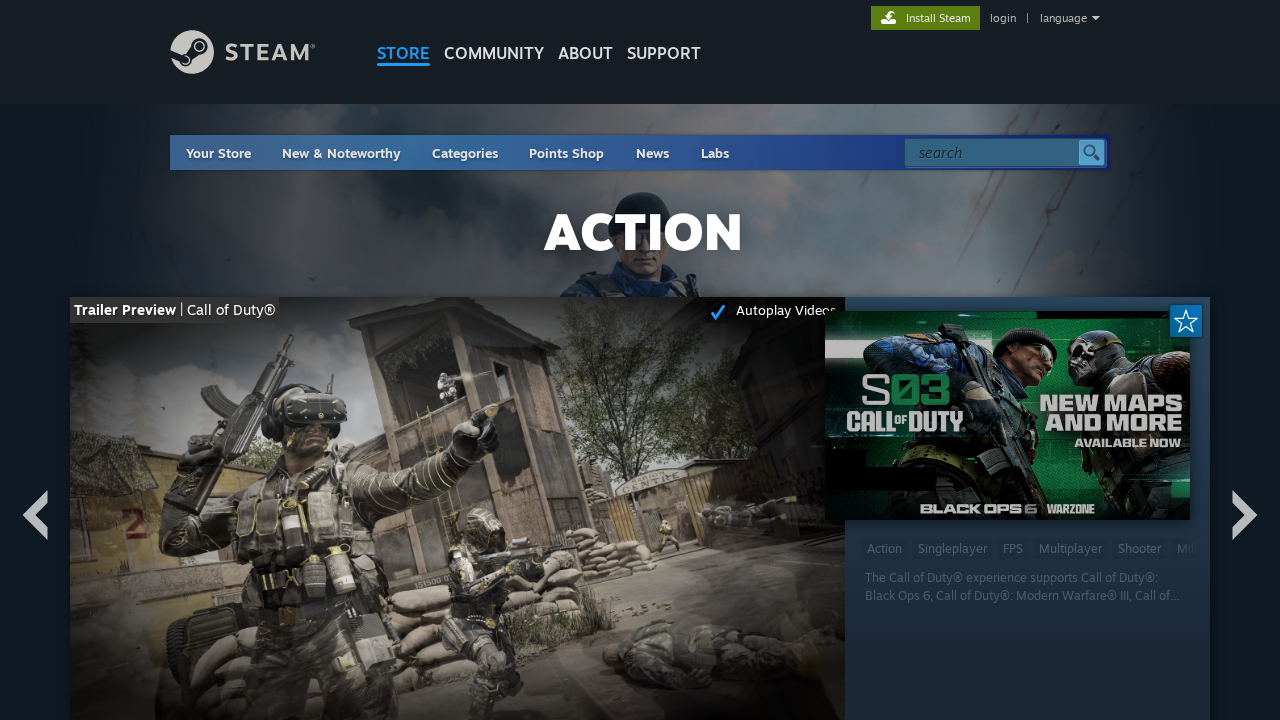 Install Steam
login | language
STEAM®
STORE COMMUNITY ABOUT SUPPORT
Your Store New & Noteworthy Categories Points Shop News Labs
search
ACTION
Trailer Preview | Call of Duty®
Autoplay Videos
S03
CALL OF DUTY®
NEW MAPS
AND MORE
AVAILABLE NOW
BLACK OPS 6 WARZONE
2
Action Singleplayer FPS Multiplayer Shooter
The Call of Duty® experience supports Call of Duty®:
Black Ops 6, Call of Duty®: Modern Warfare® III, Call of...